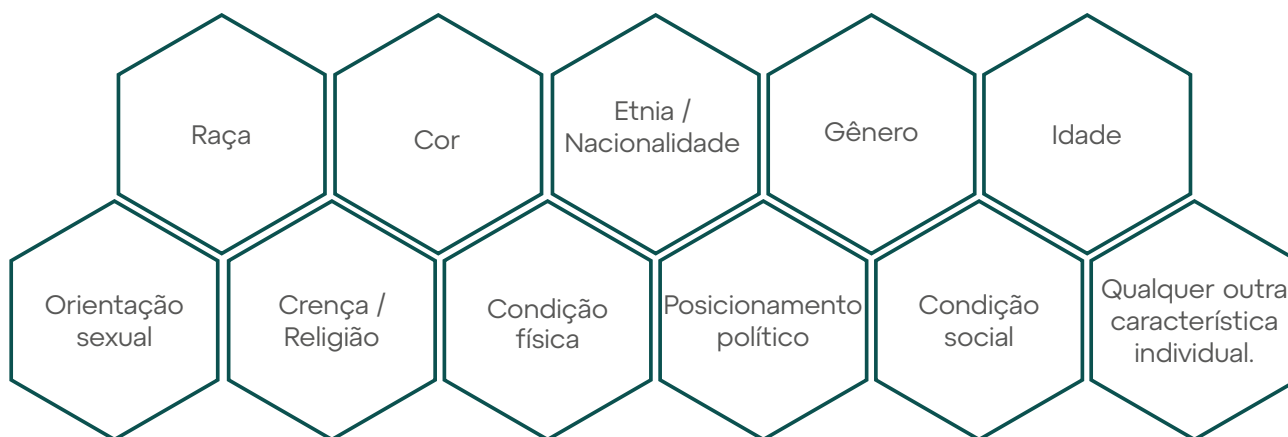 Raça
Cor
Etnia /
Nacionalidade
Gênero
Idade
Orientação
sexual
Crença /
Religião
Condição
física
Posicionamento
político
Condição
social
Qualquer outra
característica
individual.